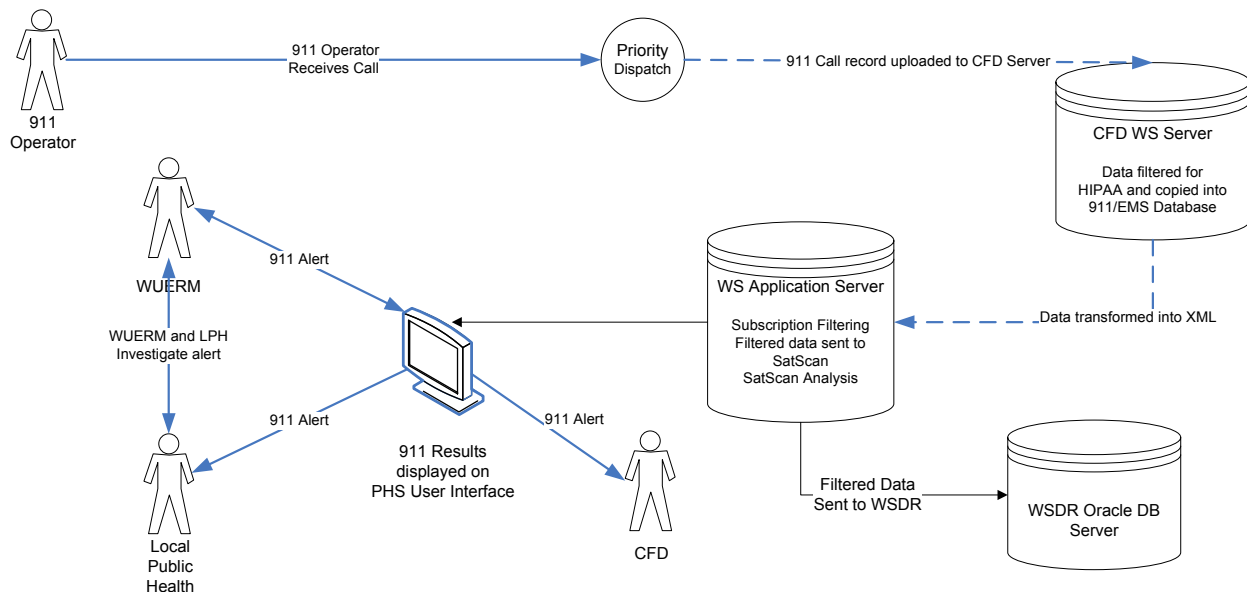 911 Operator
Receives Call
Priority
Dispatch
911 Call record uploaded to CFD Server
911
Operator
CFD WS Server
Data filtered for
HIPAA and copied into
911/EMS Database
WUERM
911 Alert
WS Application Server
Subscription Filtering
Filtered data sent to
SatScan
SatScan Analysis
Data transformed into XML
WUERM and LPH
Investigate alert
911 Alert
911 Alert
911 Results
displayed on
PHS User Interface
Filtered Data
Sent to WSDR
WSDR Oracle DB
Server
Local
Public
Health
CFD